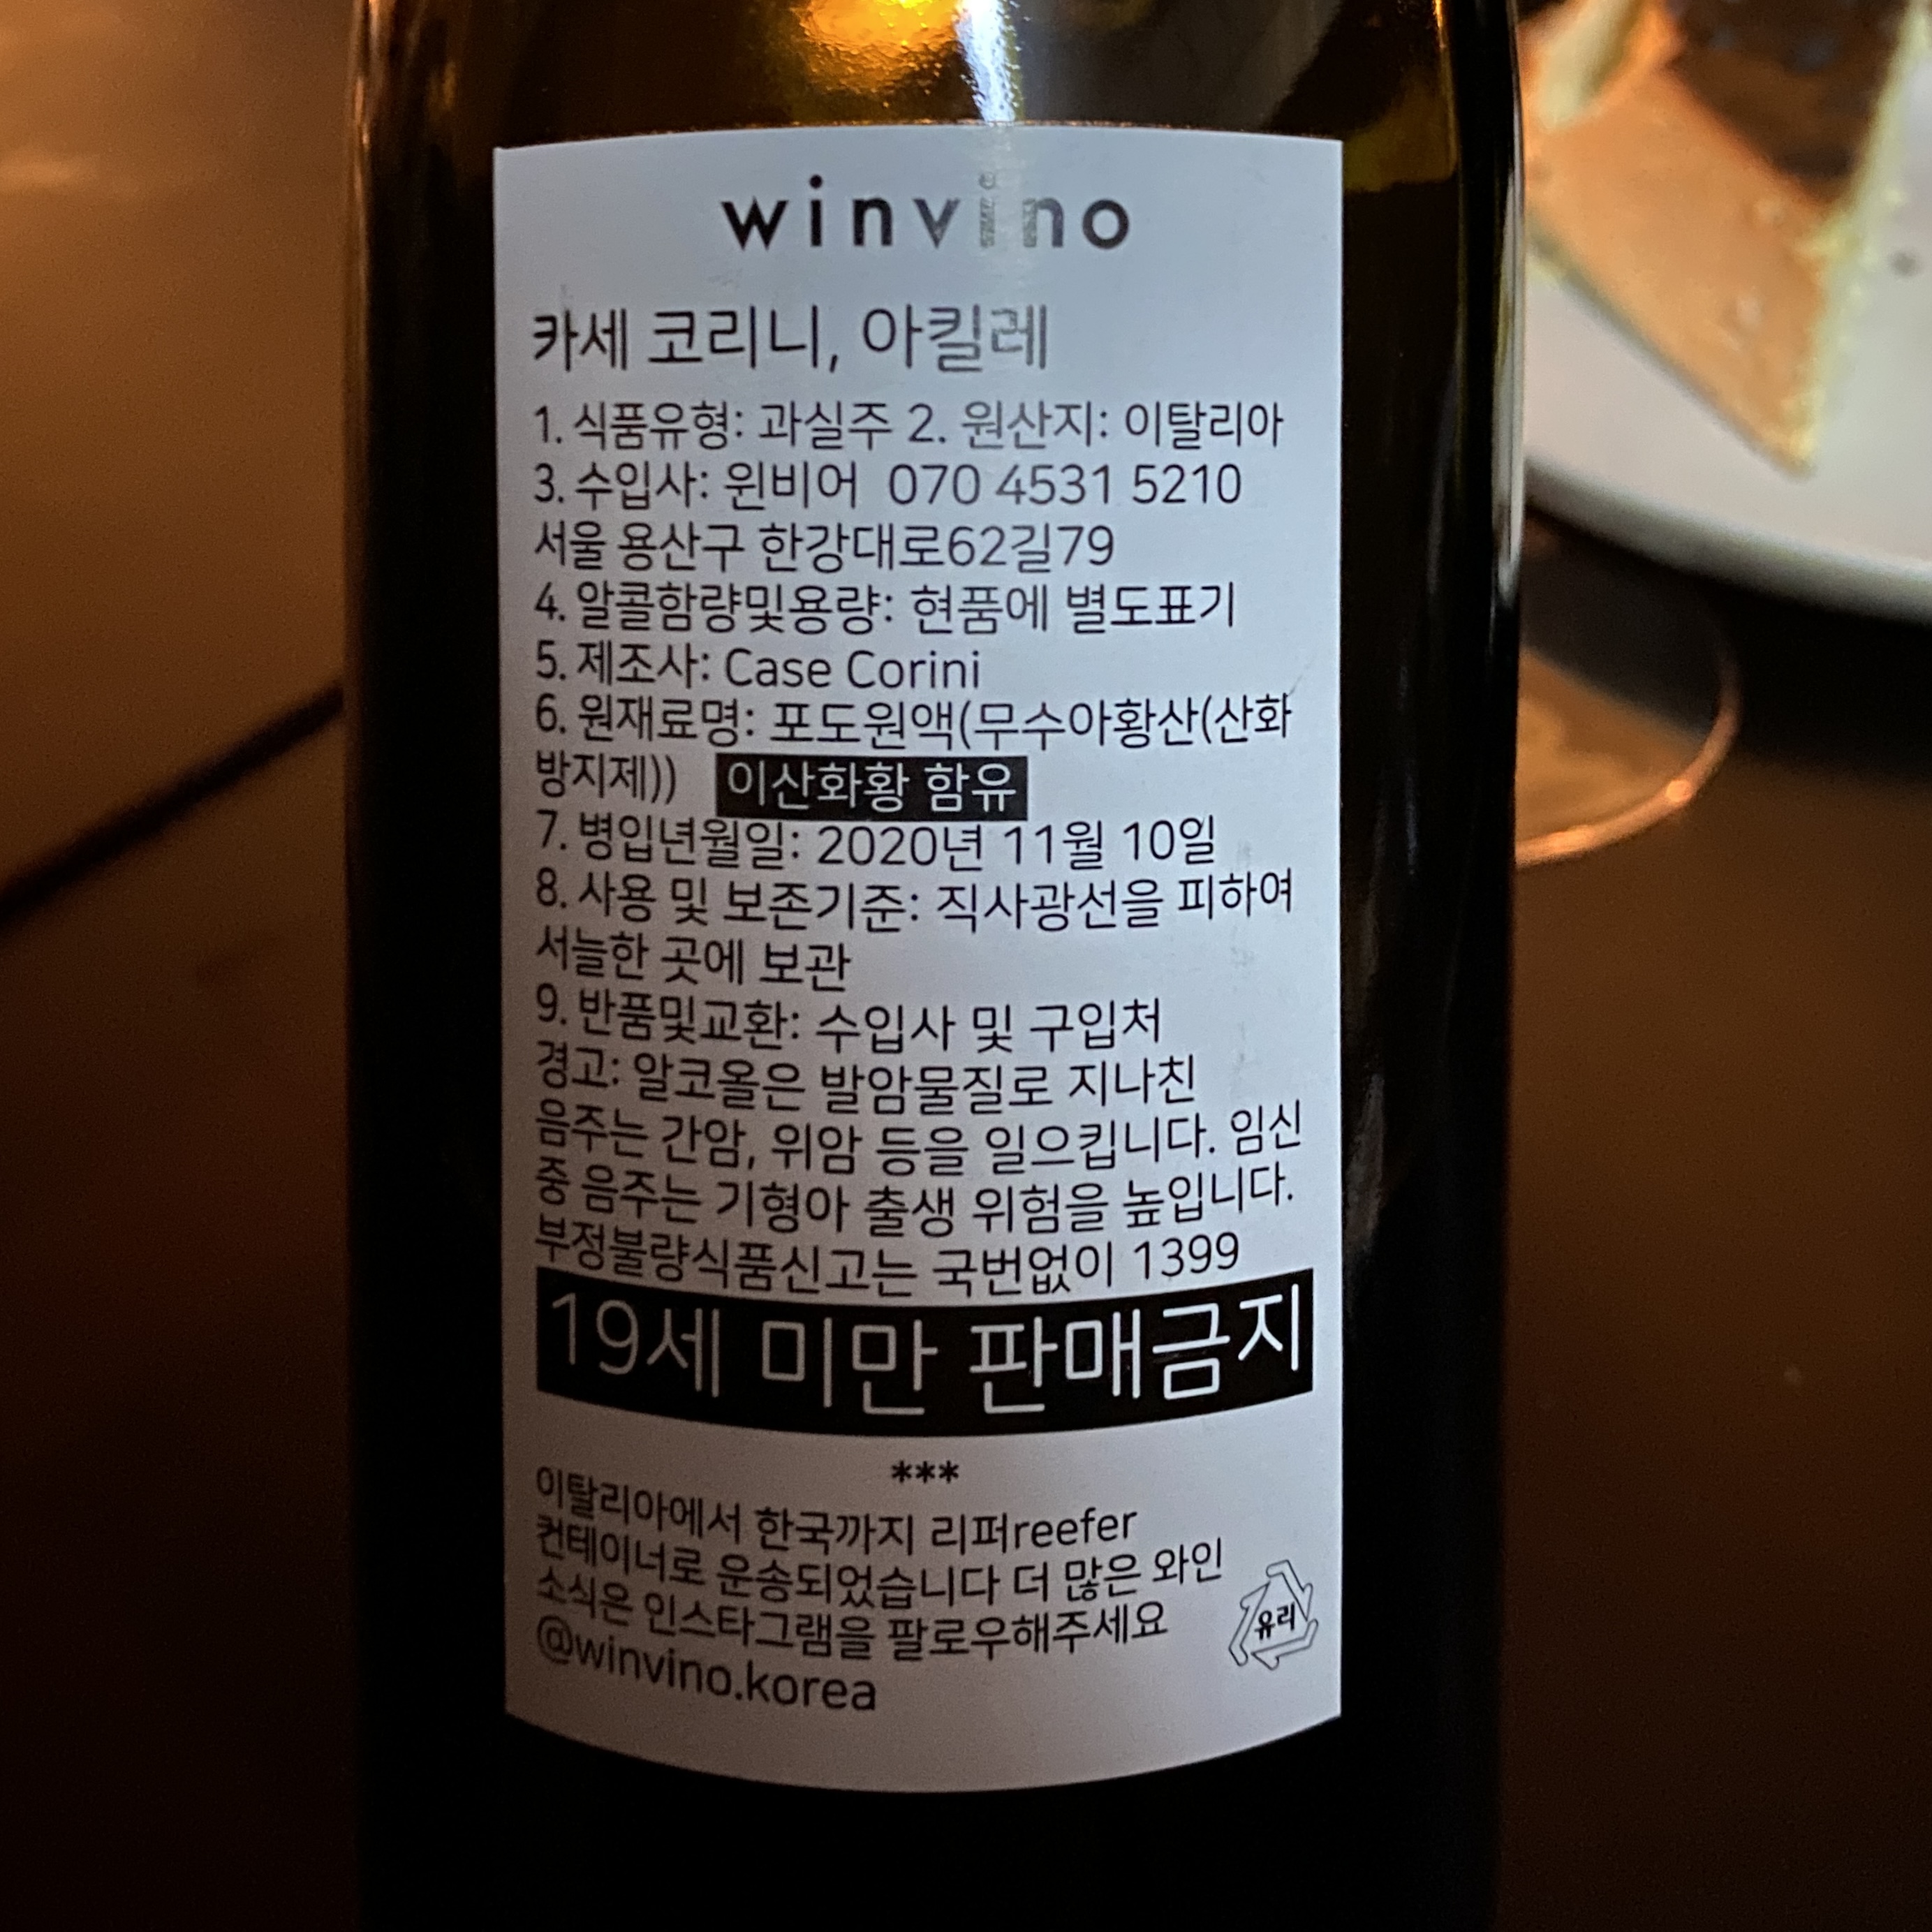 winvino
카세 코리니, 아킬레
1. 식품유형: 과실주 2. 원산지: 이탈리아
3. 수입사: 윈비어 070 4531 5210
서울 용산구 한강대로62길79
4. 알콜함량및용량: 현품에 별도표기
5. 제조사: Case Corini
6. 원재료명: 포도원액(무수아황산(산화
방지제)) 이산화황 함유
7. 병입년월일: 2020년 11월 10일
8. 사용 및 보존기준: 직사광선을 피하여
서늘한 곳에 보관
9. 반품및교환: 수입사 및 구입처
경고: 알코올은 발암물질로 지나친
음주는 간암, 위암 등을 일으킵니다. 임신
중 음주는 기형아 출생 위험을 높입니다.
부정불량식품신고는 국번없이 1399
19세 미만 판매금지
***
이탈리아에서 한국까지 리퍼reefer
컨테이너로 운송되었습니다 더 많은 와인
소식은 인스타그램을 팔로우해주세요
@winvino.korea
유리